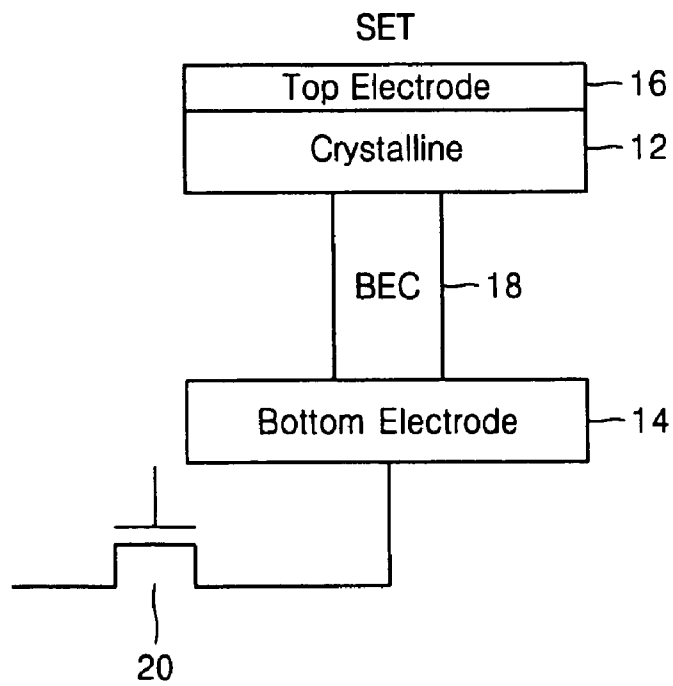 SET
Top Electrode 16
Crystalline 12
BEC 18
Bottom Electrode 14
20